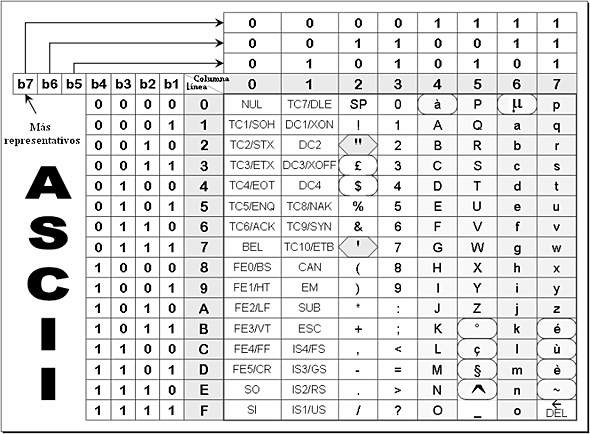 0 0 0 0 1 1 1 1
0 0 1 1 0 0 1 1
0 1 0 1 0 1 0 1
b7 b6 b5 b4 b3 b2 b1 Columna Línea 0 1 2 3 4 5 6 7
Más representativos
ASCII
0 0 0 0 0 NUL TC7/DLE SP 0 à P µ p
0 0 0 1 1 TC1/SOH DC1/XON ! 1 A Q a q
0 0 1 0 2 TC2/STX DC2 " 2 B R b r
0 0 1 1 3 TC3/ETX DC3/XOFF £ 3 C S c s
0 1 0 0 4 TC4/EOT DC4 $ 4 D T d t
0 1 0 1 5 TC5/ENQ TC8/NAK % 5 E U e u
0 1 1 0 6 TC6/ACK TC9/SYN & 6 F V f v
0 1 1 1 7 BEL TC10/ETB ' 7 G W g w
1 0 0 0 8 FE0/BS CAN ( 8 H X h x
1 0 0 1 9 FE1/HT EM ) 9 I Y i y
1 0 1 0 A FE2/LF SUB * : J Z j z
1 0 1 1 B FE3/VT ESC + ; K ° k é
1 1 0 0 C FE4/FF IS4/FS , < L ç l ù
1 1 0 1 D FE5/CR IS3/GS - = M § m è
1 1 1 0 E SO IS2/RS . > N ^ n ~
1 1 1 1 F SI IS1/US / ? O _ o ← DEL